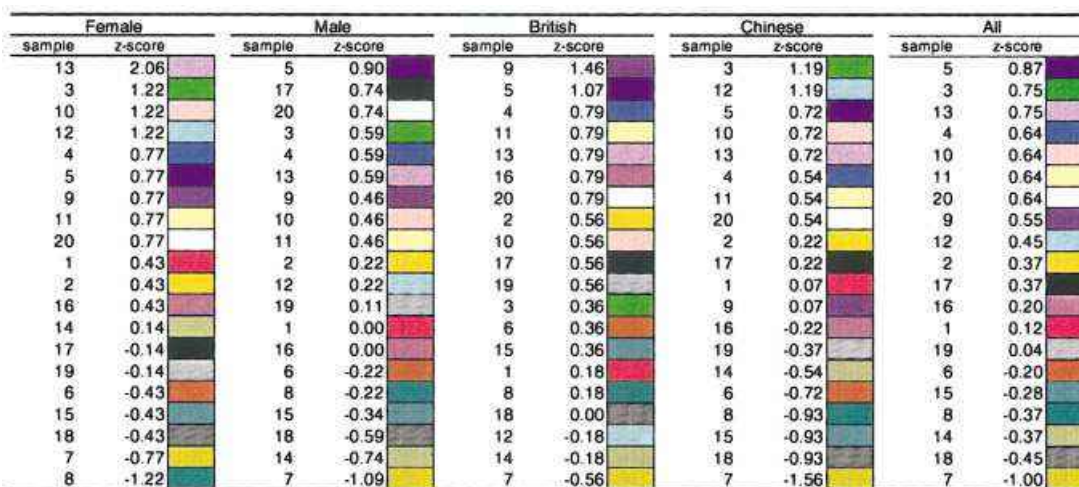 Female Male British Chinese All
sample z-score sample z-score sample z-score sample z-score sample z-score
13 2.06 5 0.90 9 1.46 3 1.19 5 0.87
3 1.22 17 0.74 5 1.07 12 1.19 3 0.75
10 1.22 20 0.74 4 0.79 5 0.72 13 0.75
12 1.22 3 0.59 11 0.79 10 0.72 4 0.64
4 0.77 4 0.59 13 0.79 13 0.72 10 0.64
5 0.77 13 0.59 16 0.79 4 0.54 11 0.64
9 0.77 9 0.46 20 0.79 11 0.54 20 0.64
11 0.77 10 0.46 2 0.56 20 0.54 9 0.55
20 0.77 11 0.46 10 0.56 2 0.22 12 0.45
1 0.43 2 0.22 17 0.56 17 0.22 2 0.37
2 0.43 12 0.22 19 0.56 1 0.07 17 0.37
16 0.43 19 0.11 3 0.36 9 0.07 16 0.20
14 0.14 1 0.00 6 0.36 16 -0.22 1 0.12
17 -0.14 16 0.00 15 0.36 19 -0.37 19 0.04
19 -0.14 6 -0.22 1 0.18 14 -0.54 6 -0.20
6 -0.43 8 -0.22 8 0.18 6 -0.72 15 -0.28
15 -0.43 15 -0.34 18 0.00 8 -0.93 8 -0.37
18 -0.43 18 -0.59 12 -0.18 15 -0.93 14 -0.37
7 -0.77 14 -0.74 14 -0.18 18 -0.93 18 -0.45
8 -1.22 7 -1.09 7 -0.56 7 -1.56 7 -1.00